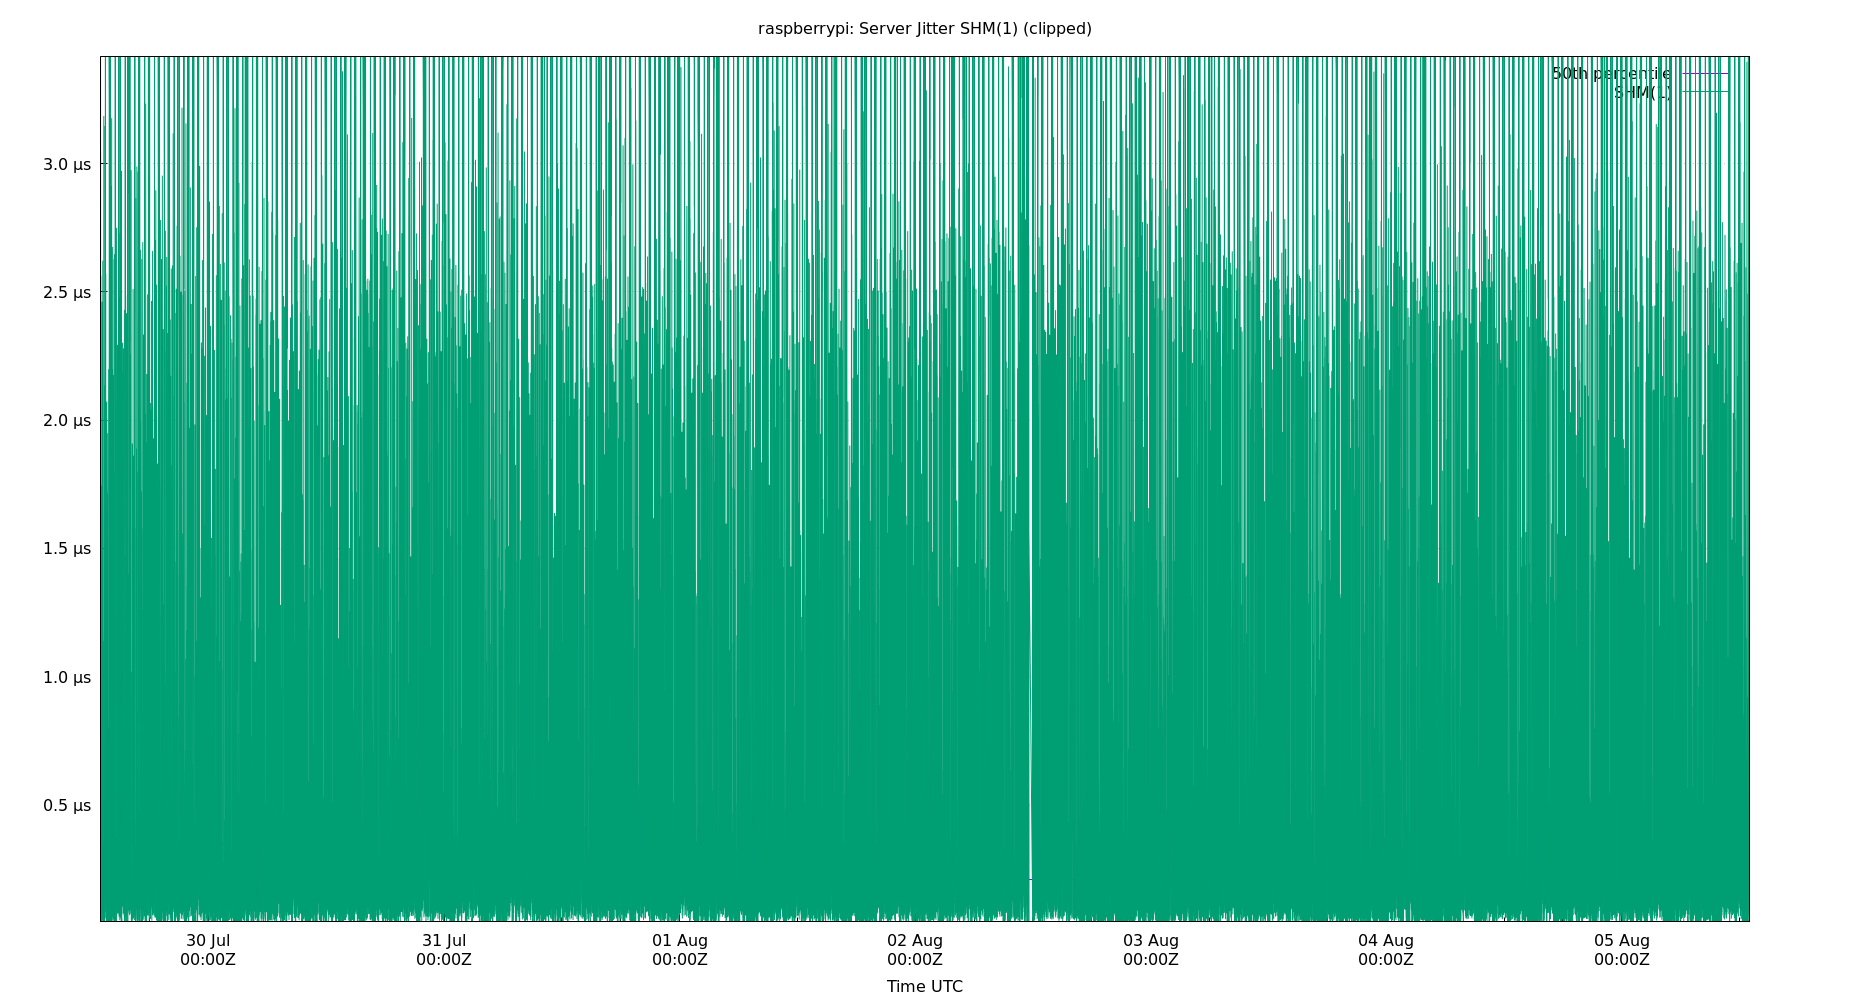 raspberrypi: Server Jitter SHM(1) (clipped)
50th percentile
SHM(1)
3.0 µs
2.5 µs
2.0 µs
1.5 µs
1.0 µs
0.5 µs
30 Jul 31 Jul 01 Aug 02 Aug 03 Aug 04 Aug 05 Aug
00:00Z 00:00Z 00:00Z 00:00Z 00:00Z 00:00Z 00:00Z
Time UTC